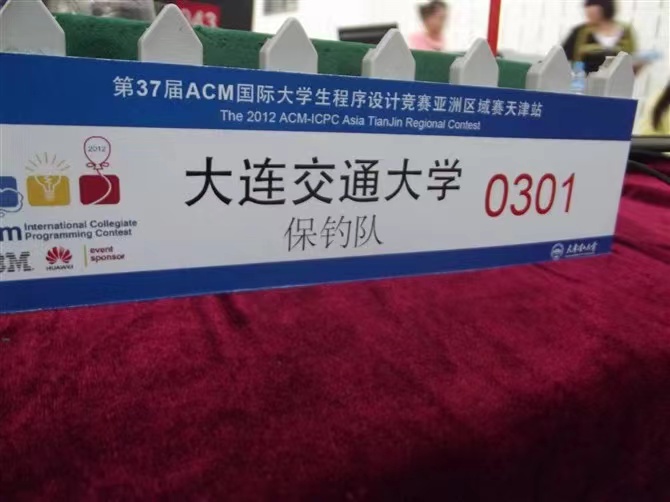 第37届ACM国际大学生程序设计竞赛亚洲区域赛天津站
The 2012 ACM-ICPC Asia TianJin Regional Contest
2012
大连交通大学
0301
保钓队
International Collegiate
Programming Contest
HUAWEI
event
sponsor